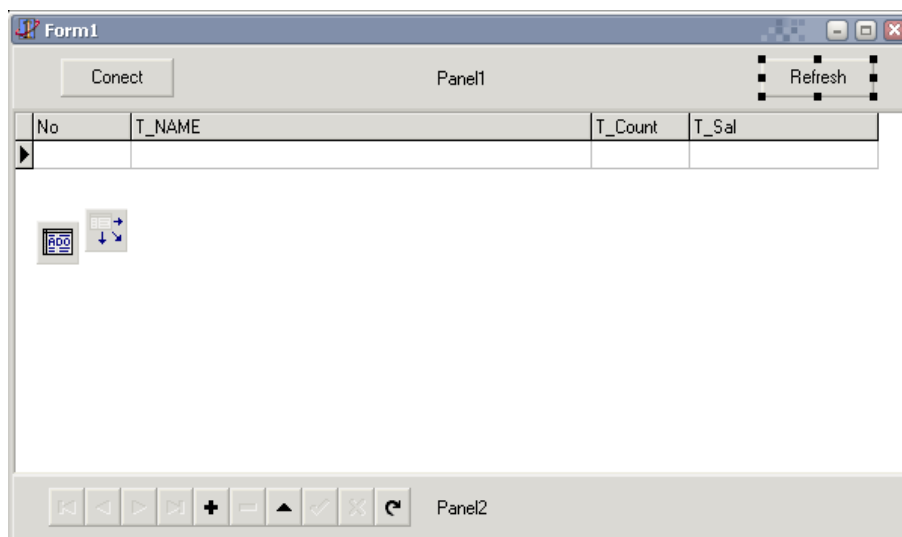 Form1
Conect Panel1 Refresh
No T_NAME T_Count T_Sal
ADO
Panel2